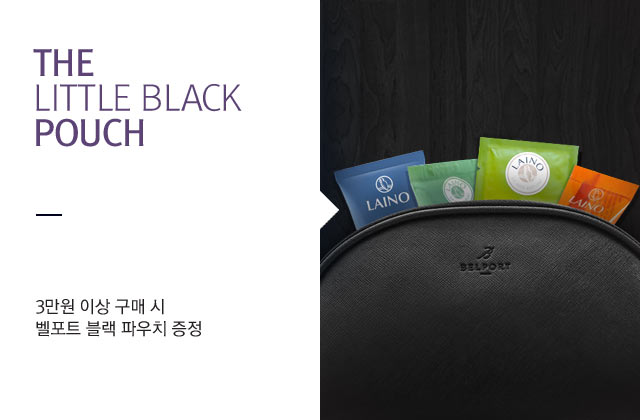 THE
LITTLE BLACK
POUCH
3만원 이상 구매 시
벨포트 블랙 파우치 증정
LAINO
LAINO
BELPORT